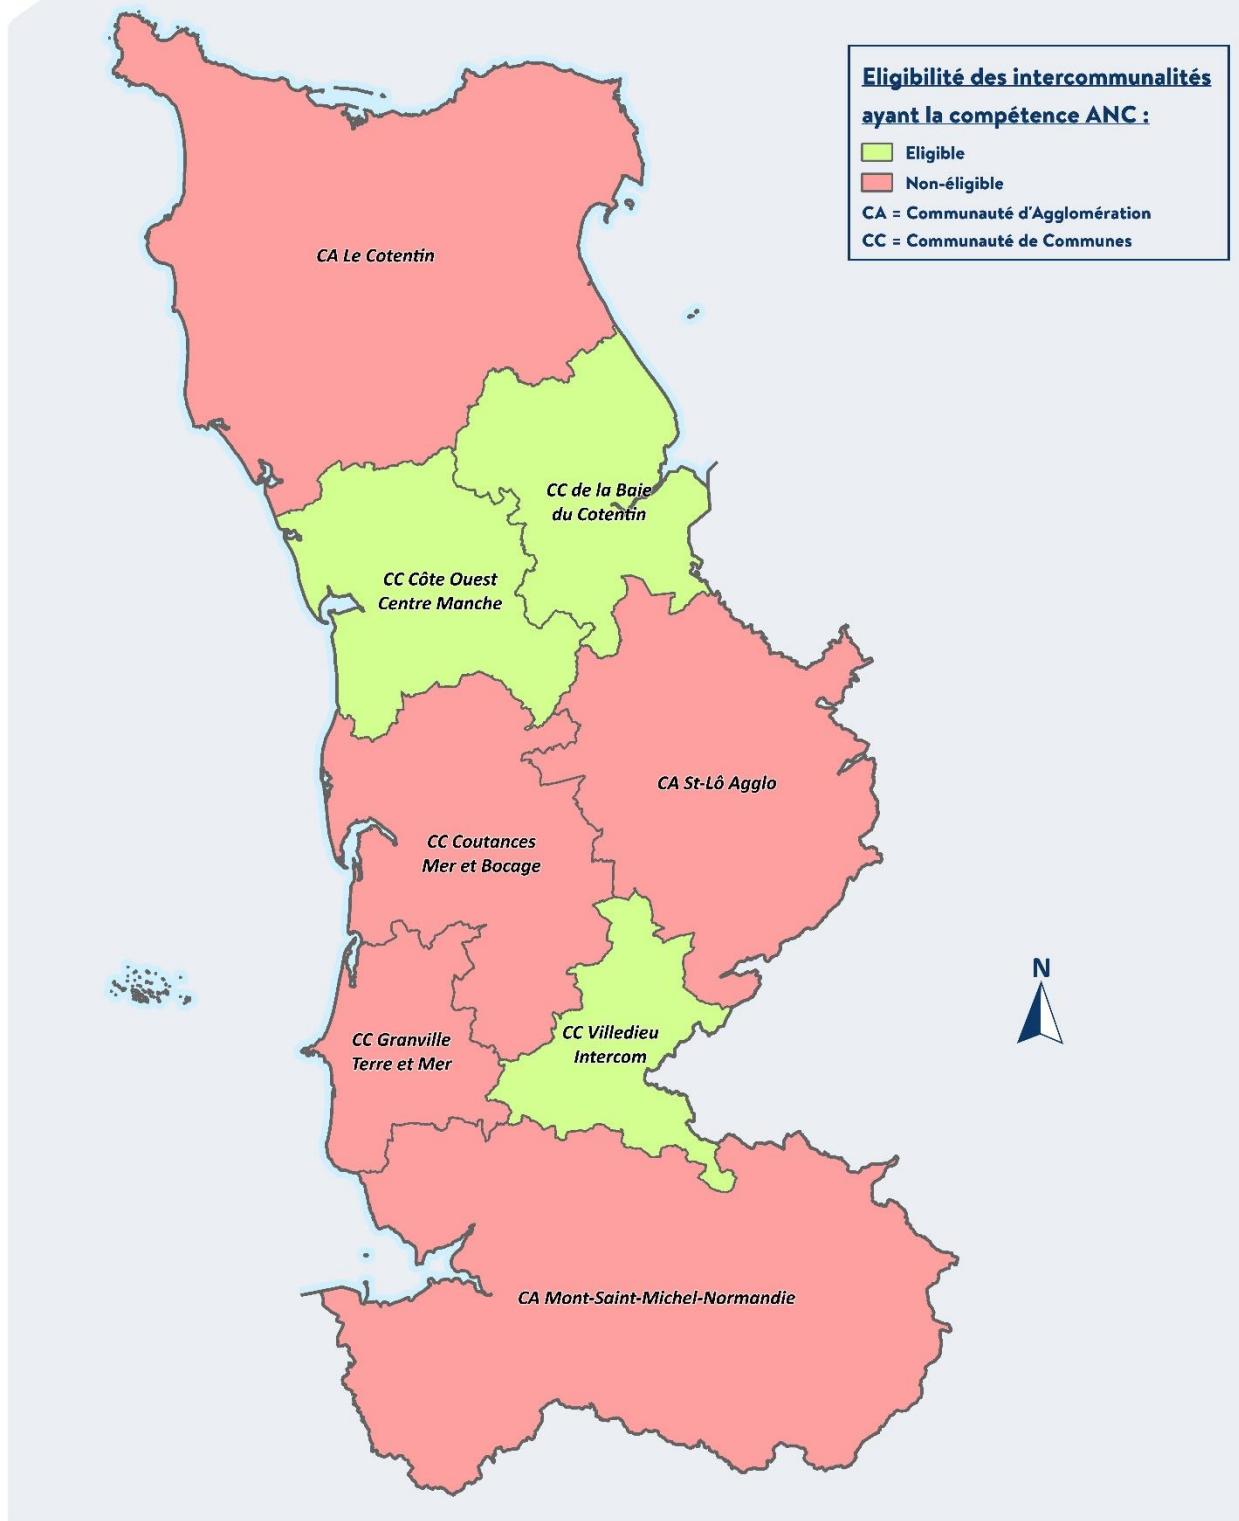 Eligibilité des intercommunalités
ayant la compétence ANC :
Eligible
Non-éligible
CA = Communauté d'Agglomération
CC = Communauté de Communes
CA Le Cotentin
CC de la Baie
du Cotentin
CC Côte Ouest
Centre Manche
CA St-Lô Agglo
CC Coutances
Mer et Bocage
N
CC Granville
Terre et Mer
CC Villedieu
Intercom
CA Mont-Saint-Michel-Normandie